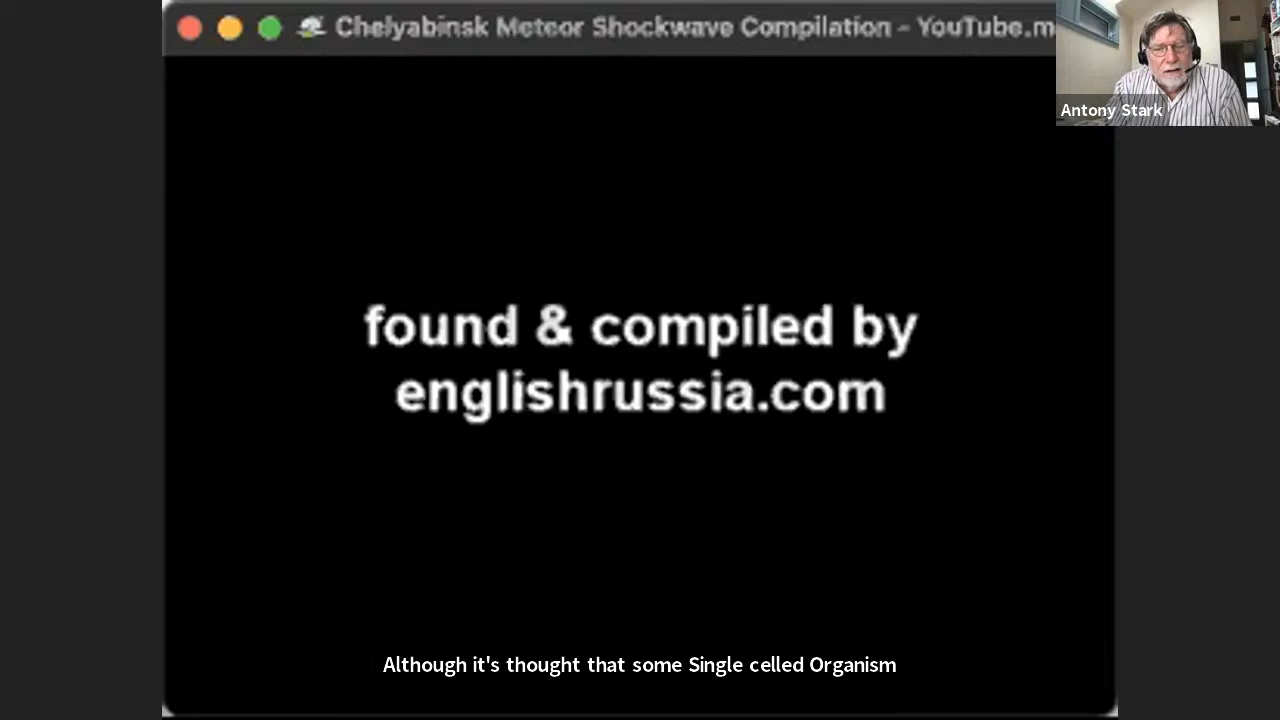 Chelyabinsk Meteor Shockwave Compilation - YouTube.m
Antony Stark
found & compiled by
englishrussia.com
Although it's thought that some Single celled Organism